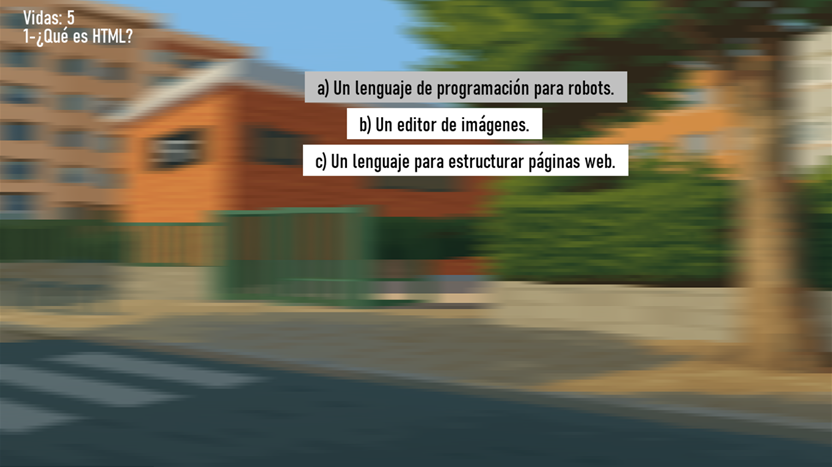 Vidas: 5
1-¿Qué es HTML?
a) Un lenguaje de programación para robots.
b) Un editor de imágenes.
c) Un lenguaje para estructurar páginas web.